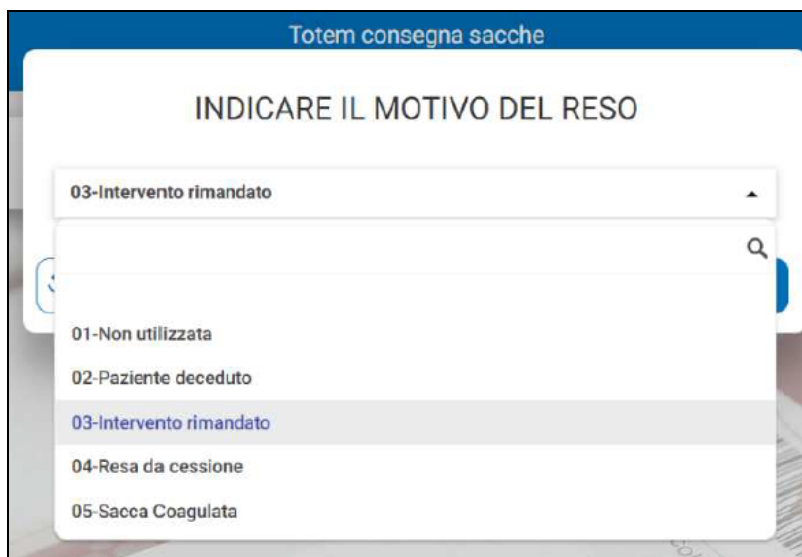 Totem consegna sacche
INDICARE IL MOTIVO DEL RESO
03-Intervento rimandato
01-Non utilizzata
02-Paziente deceduto
03-Intervento rimandato
04-Resa da cessione
05-Sacca Coagulata